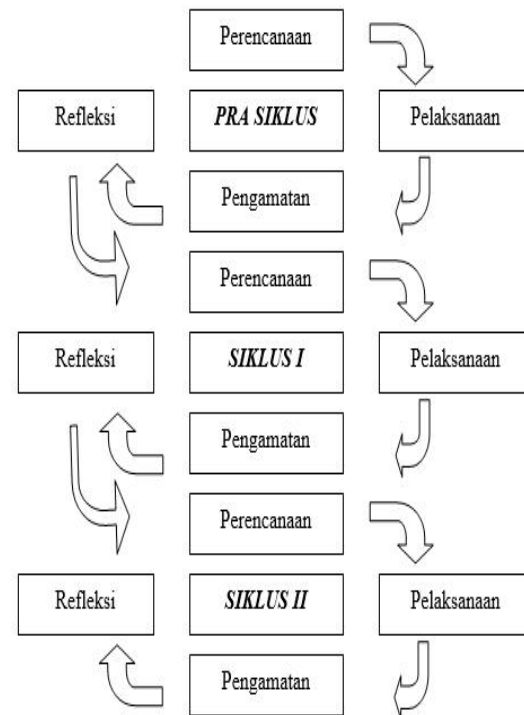 Perencanaan
Refleksi
PRA SIKLUS
Pelaksanaan
Pengamatan
Perencanaan
Refleksi
SIKLUS I
Pelaksanaan
Pengamatan
Perencanaan
Refleksi
SIKLUS II
Pelaksanaan
Pengamatan